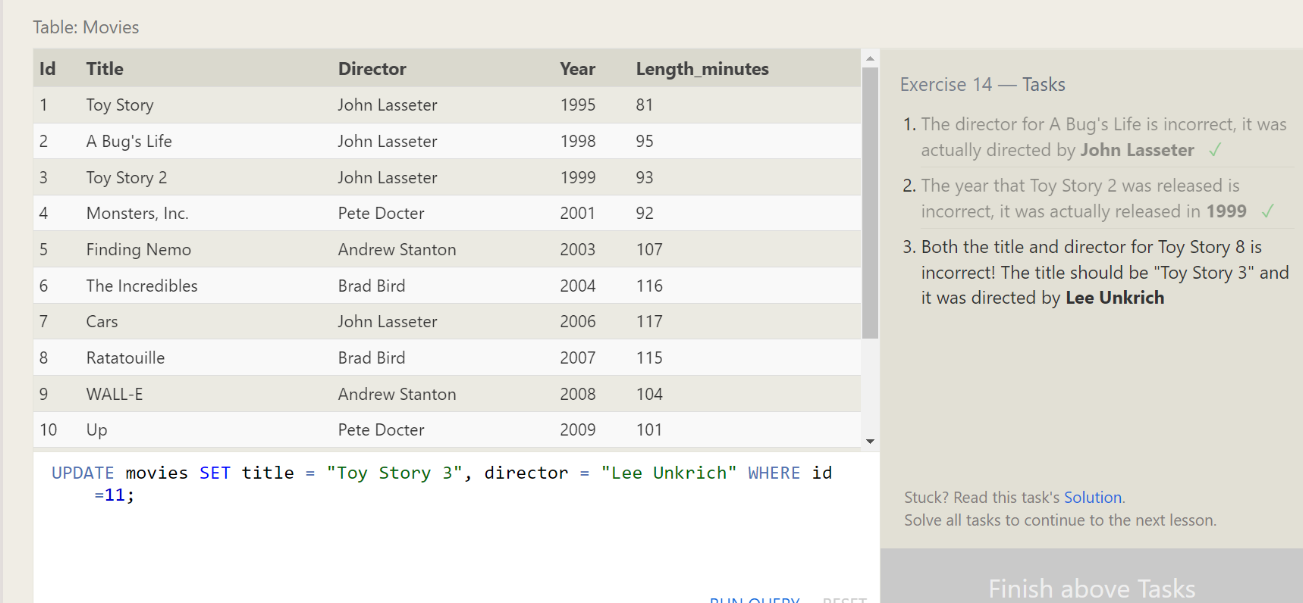 Table: Movies
Id Title Director Year Length_minutes
1 Toy Story John Lasseter 1995 81
2 A Bug's Life John Lasseter 1998 95
3 Toy Story 2 John Lasseter 1999 93
4 Monsters, Inc. Pete Docter 2001 92
5 Finding Nemo Andrew Stanton 2003 107
6 The Incredibles Brad Bird 2004 116
7 Cars John Lasseter 2006 117
8 Ratatouille Brad Bird 2007 115
9 WALL-E Andrew Stanton 2008 104
10 Up Pete Docter 2009 101
UPDATE movies SET title = "Toy Story 3", director = "Lee Unkrich" WHERE id
=11;
RUN QUERY RESET
Exercise 14 — Tasks
1. The director for A Bug's Life is incorrect, it was
actually directed by John Lasseter ✓
2. The year that Toy Story 2 was released is
incorrect, it was actually released in 1999 ✓
3. Both the title and director for Toy Story 8 is
incorrect! The title should be "Toy Story 3" and
it was directed by Lee Unkrich
Stuck? Read this task's Solution.
Solve all tasks to continue to the next lesson.
Finish above Tasks